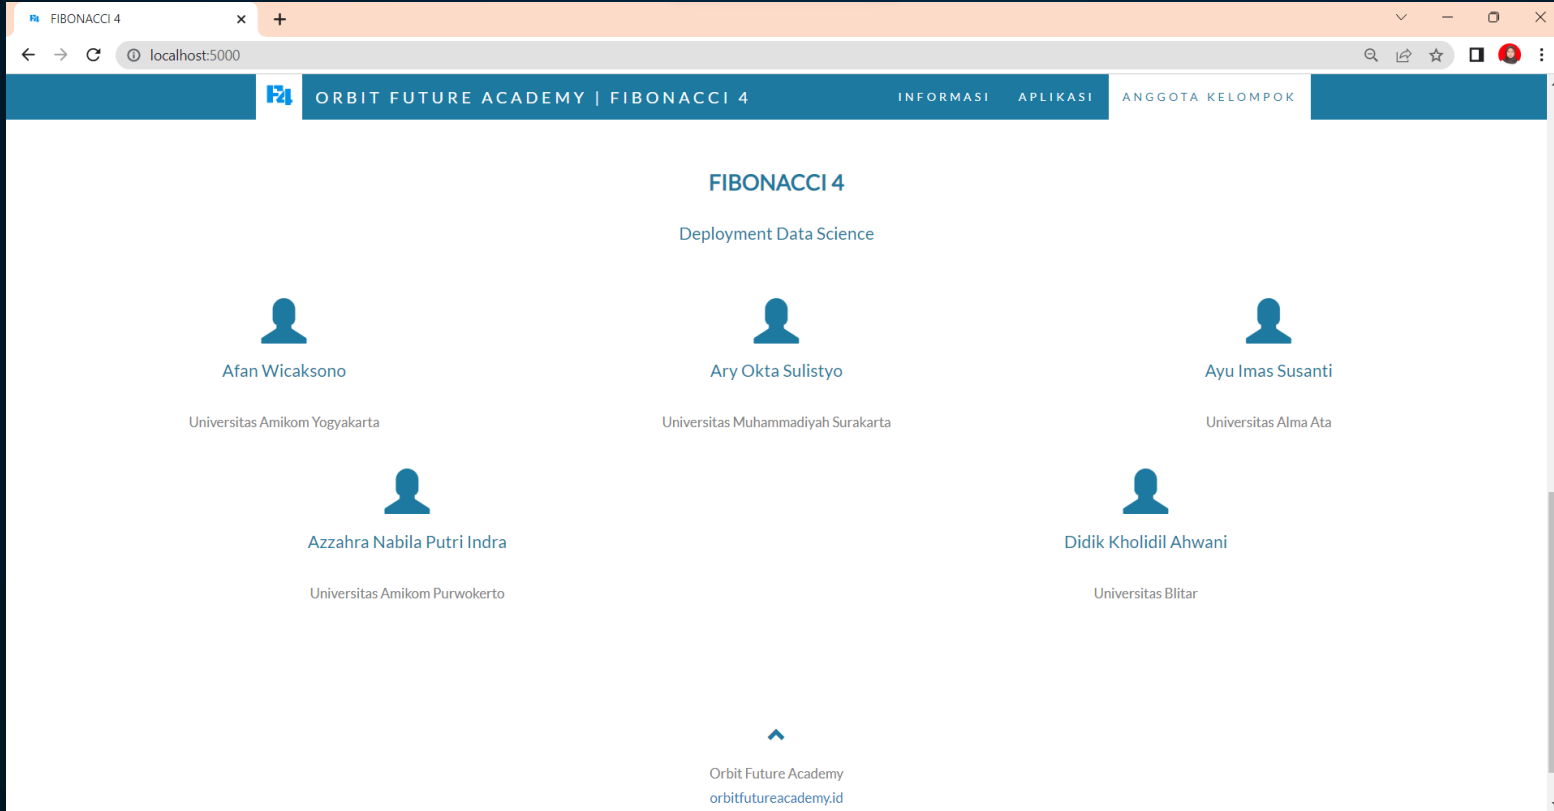 FIBONACCI 4
localhost:5000
F4 ORBIT FUTURE ACADEMY | FIBONACCI 4 INFORMASI APLIKASI ANGGOTA KELOMPOK
FIBONACCI 4
Deployment Data Science
Afan Wicaksono Ary Okta Sulistyo Ayu Imas Susanti
Universitas Amikom Yogyakarta Universitas Muhammadiyah Surakarta Universitas Alma Ata
Azzahra Nabila Putri Indra Didik Kholidil Ahwani
Universitas Amikom Purwokerto Universitas Blitar
Orbit Future Academy
orbitfutureacademy.id